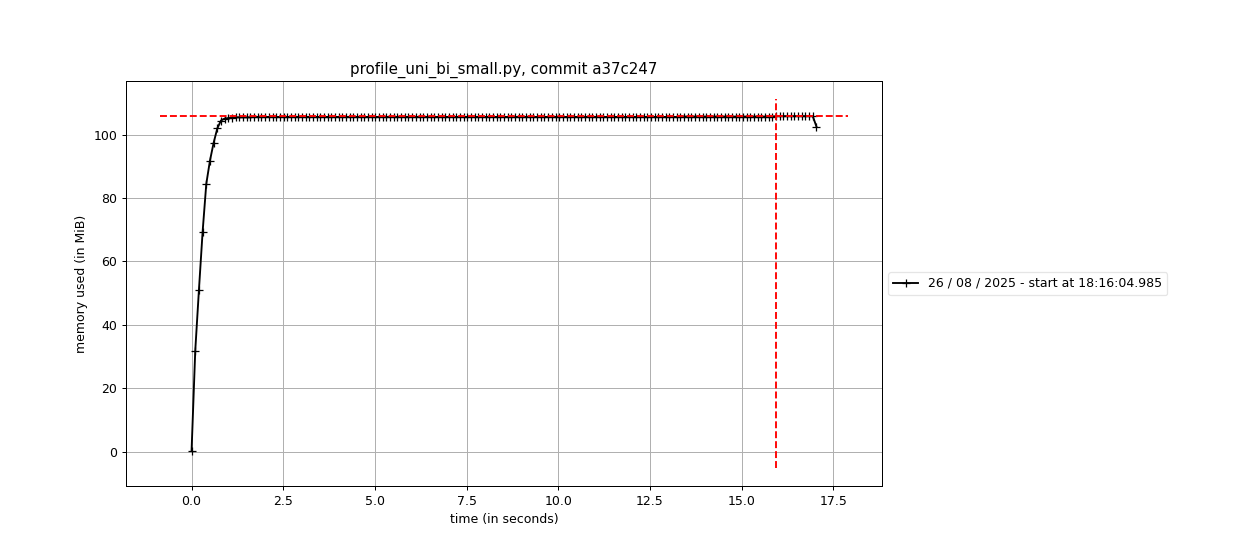 profile_uni_bi_small.py, commit a37c247
memory used (in MiB)
100
80
60
40
20
0
0.0 2.5 5.0 7.5 10.0 12.5 15.0 17.5
time (in seconds)
26 / 08 / 2025 - start at 18:16:04.985